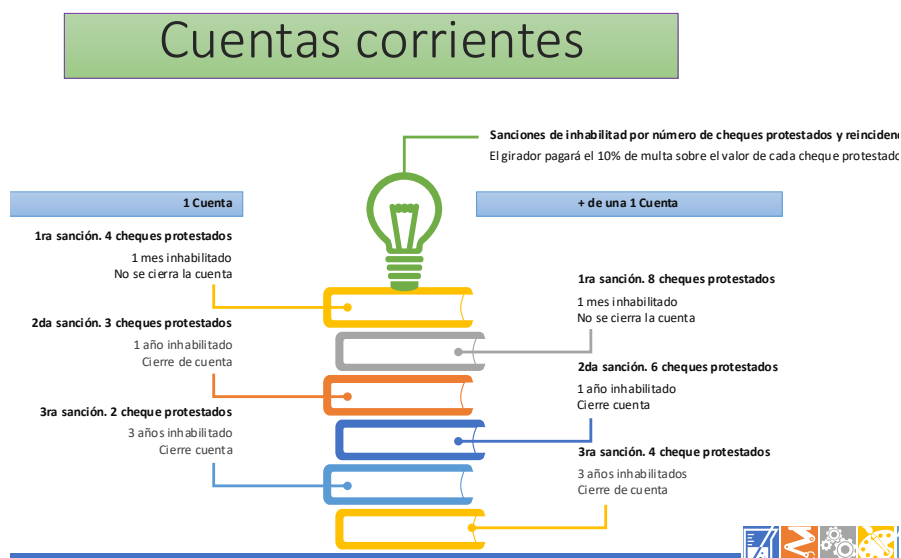 Cuentas corrientes
Sanciones de inhabilitad por número de cheques protestados y
El girador pagará el 10% de multa sobre el valor de cada cheque
1 Cuenta
1ra sanción. 4 cheques protestados
1 mes inhabilitado
No se cierra la cuenta
2da sanción. 3 cheques protestados
1 año inhabilitado
Cierre de cuenta
3ra sanción. 2 cheque protestados
3 años inhabilitado
Cierre cuenta
+ de una 1 Cuenta
1ra sanción. 8 cheques protestados
1 mes inhabilitado
No se cierra la cuenta
2da sanción. 6 cheques protestados
1 año inhabilitado
Cierre cuenta
3ra sanción. 4 cheque protestados
3 años inhabilitados
Cierre de cuenta